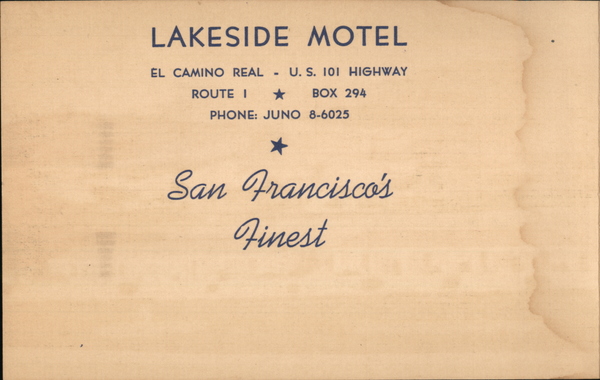 LAKESIDE MOTEL
EL CAMINO REAL - U.S. 101 HIGHWAY
ROUTE 1 ★ BOX 294
PHONE: JUNO 8-6025
★
San Francisco's
Finest